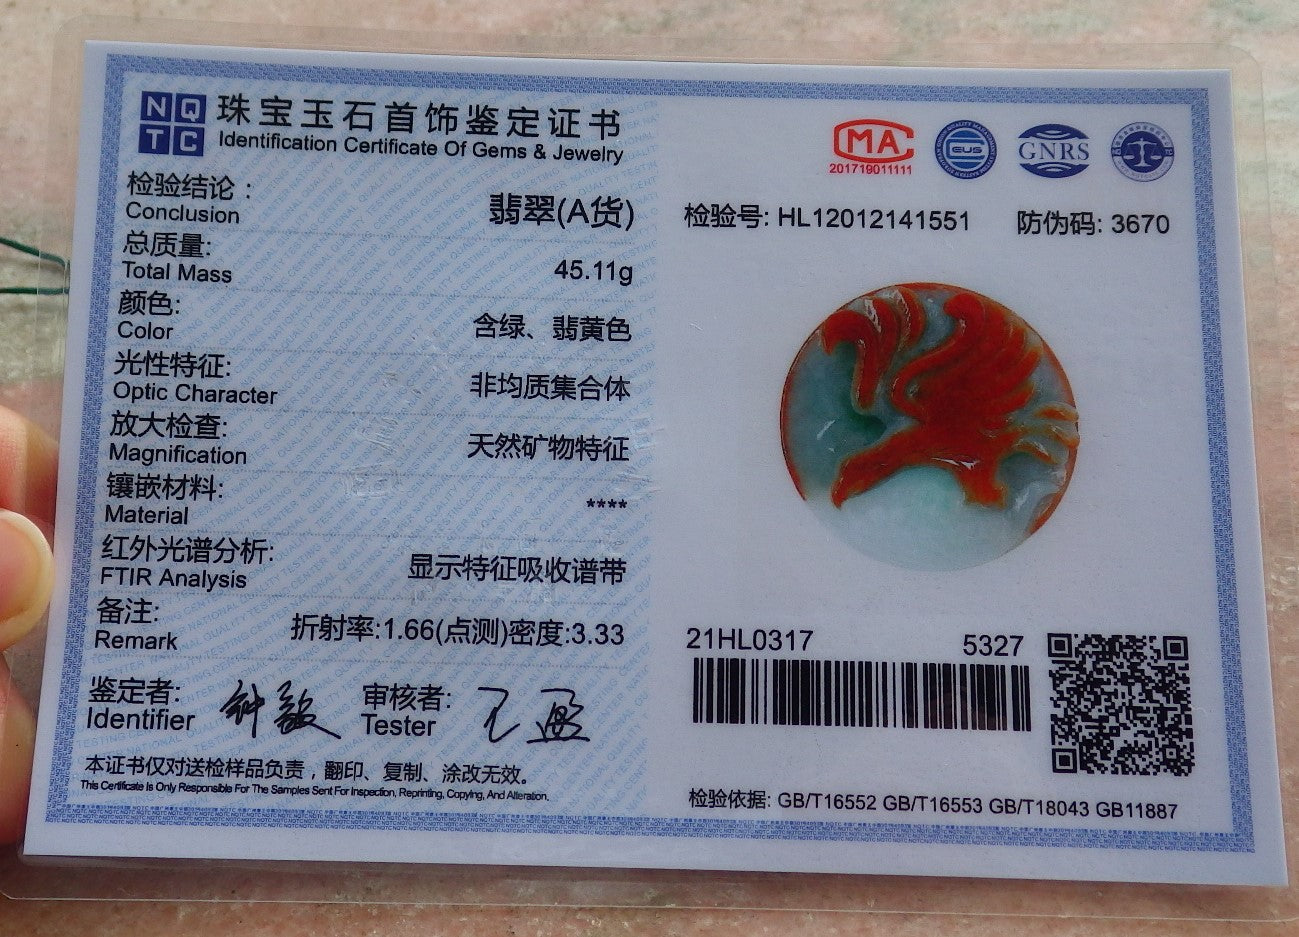 NQ
TC
珠宝玉石首饰鉴定证书
Identification Certificate Of Gems & Jewelry
检验结论：
Conclusion
翡翠(A货)
总质量:
Total Mass
45.11g
颜色:
Color
含绿、翡黄色
光性特征:
Optic Character
非均质集合体
放大检查:
Magnification
天然矿物特征
镶嵌材料:
Material
****
红外光谱分析:
FTIR Analysis
显示特征吸收谱带
备注:
Remark
折射率:1.66(点测)密度:3.33
鉴定者:
Identifier
审核者:
Tester
本证书仅对送检样品负责，翻印、复制、涂改无效。
This Certificate Is Only Responsible For The Samples Sent For Inspection, Reprinting, Copying, And Alteration.
MA
201719011111
GNRS
检验号: HL12012141551
防伪码: 3670
21HL0317
5327
检验依据: GB/T16552 GB/T16553 GB/T18043 GB11887